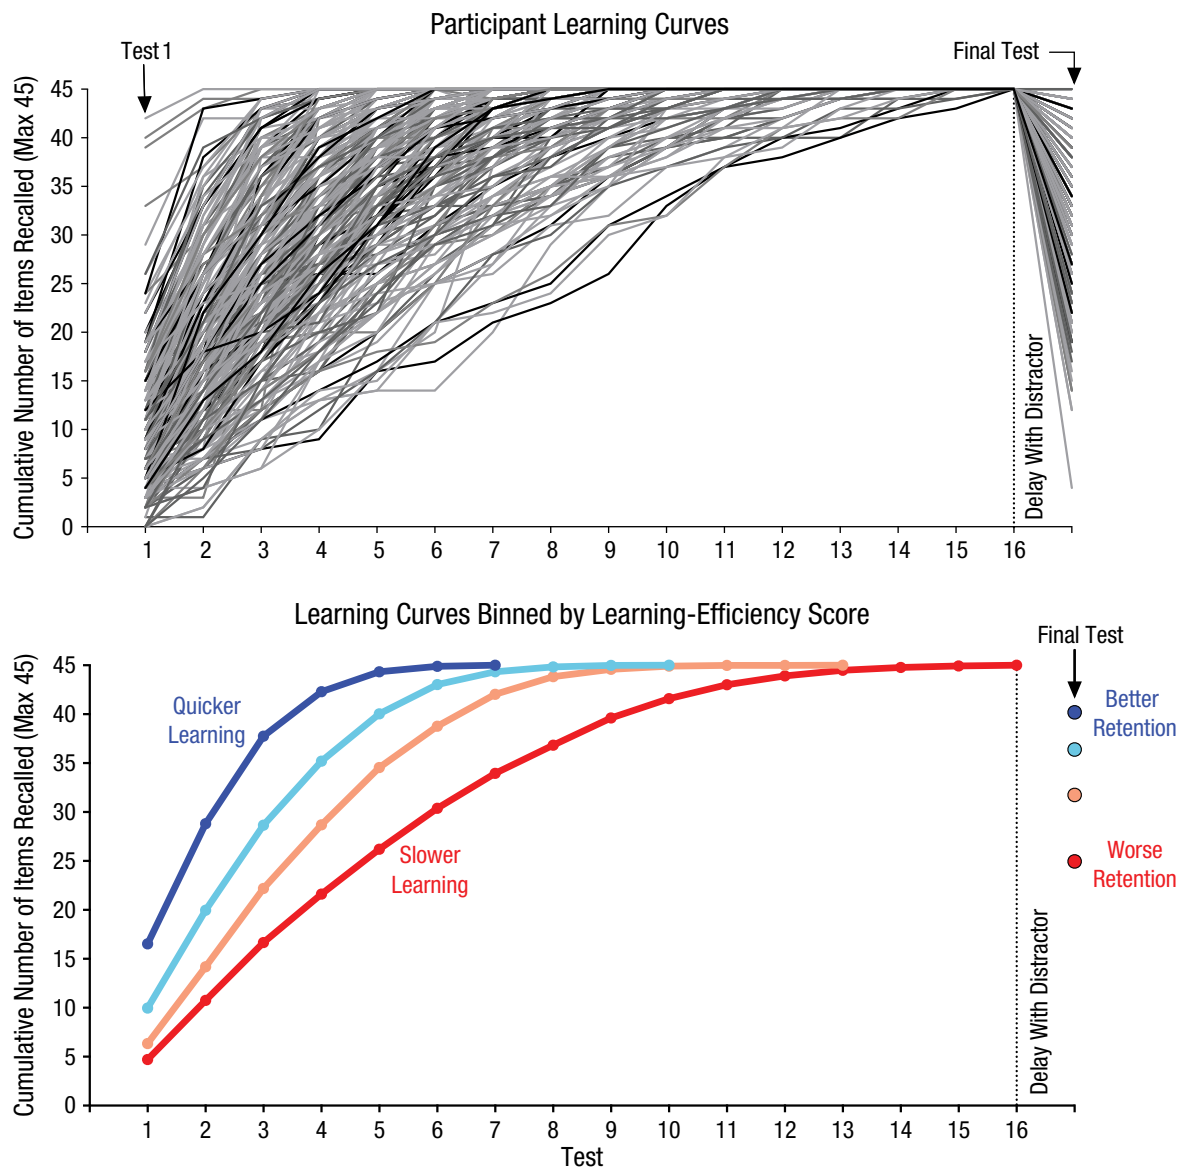 Participant Learning Curves
Test 1
Final Test
Cumulative Number of Items Recalled (Max 45)
45
40
35
30
25
20
15
10
5
0
Delay With Distractor
1 2 3 4 5 6 7 8 9 10 11 12 13 14 15 16
Learning Curves Binned by Learning-Efficiency Score
Final Test
Cumulative Number of Items Recalled (Max 45)
45
40
35
30
25
20
15
10
5
0
Quicker
Learning
Slower
Learning
Better
Retention
Worse
Retention
Delay With Distractor
1 2 3 4 5 6 7 8 9 10 11 12 13 14 15 16
Test